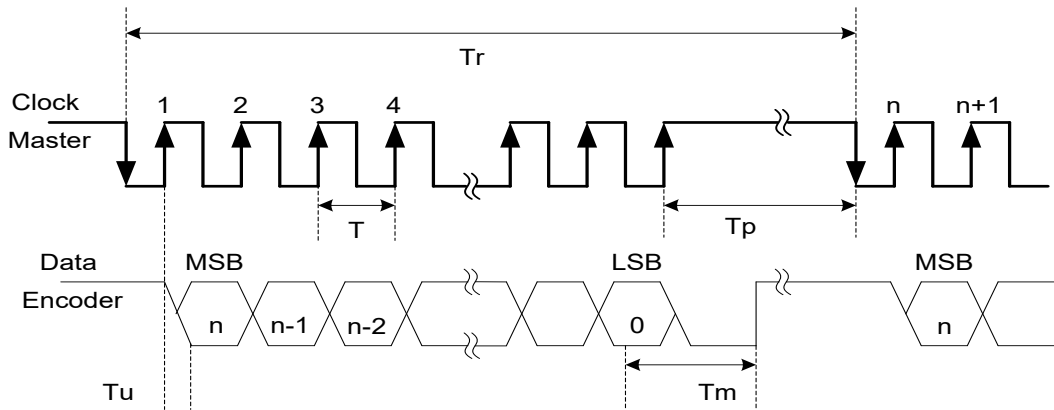 Tr
Clock
Master
1 2 3 4 n n+1
T Tp
Data
Encoder
MSB LSB MSB
n n-1 n-2 0 n
Tu Tm